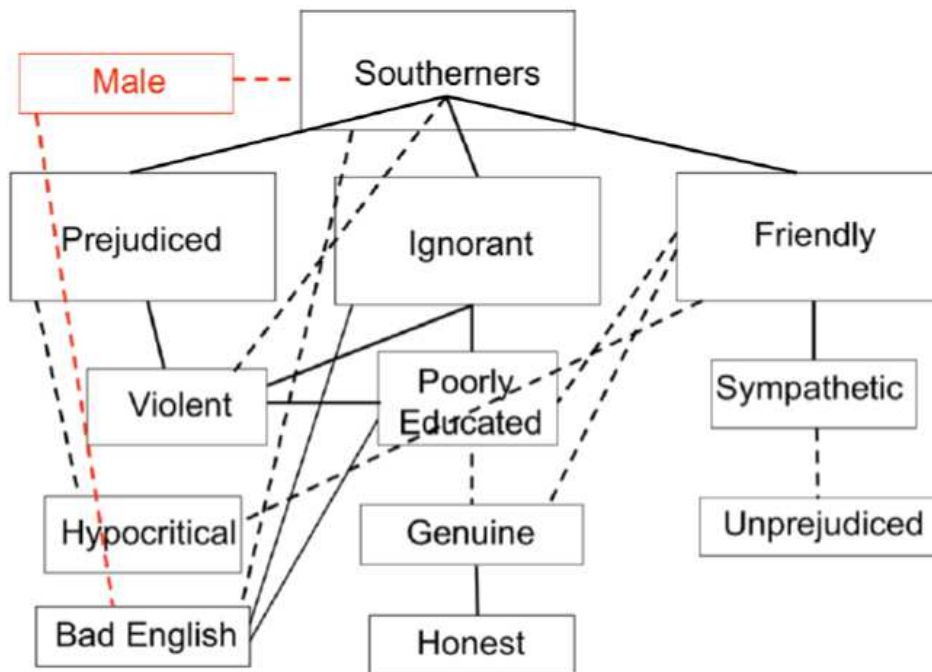 Southerners
Male
Prejudiced
Ignorant
Friendly
Violent
Poorly
Educated
Sympathetic
Hypocritical
Genuine
Unprejudiced
Bad English
Honest